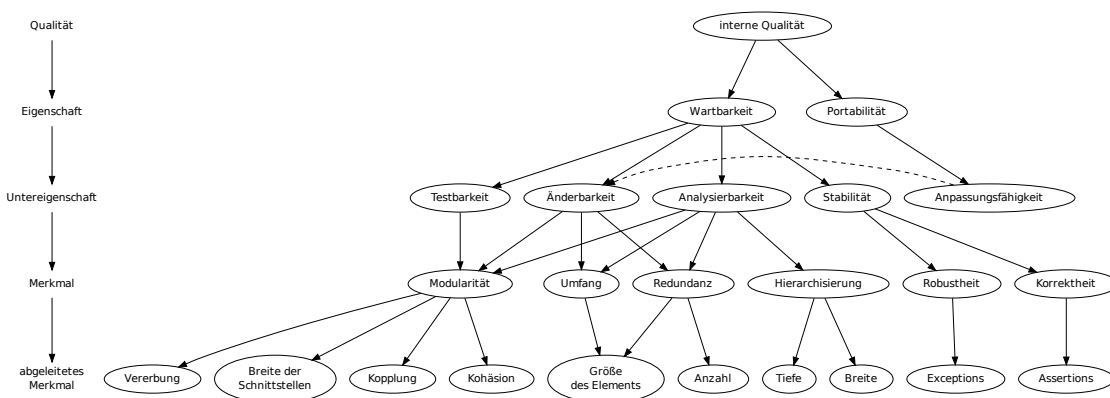 Qualität
interne Qualität
Eigenschaft
Wartbarkeit
Portabilität
Untereigenschaft
Testbarkeit
Änderbarkeit
Analysierbarkeit
Stabilität
Anpassungsfähigkeit
Merkmal
Modularität
Umfang
Redundanz
Hierarchisierung
Robustheit
Korrektheit
abgeleitetes
Merkmal
Vererbung
Breite der
Schnittstellen
Kopplung
Kohäsion
Größe
des Elements
Anzahl
Tiefe
Breite
Exceptions
Assertions